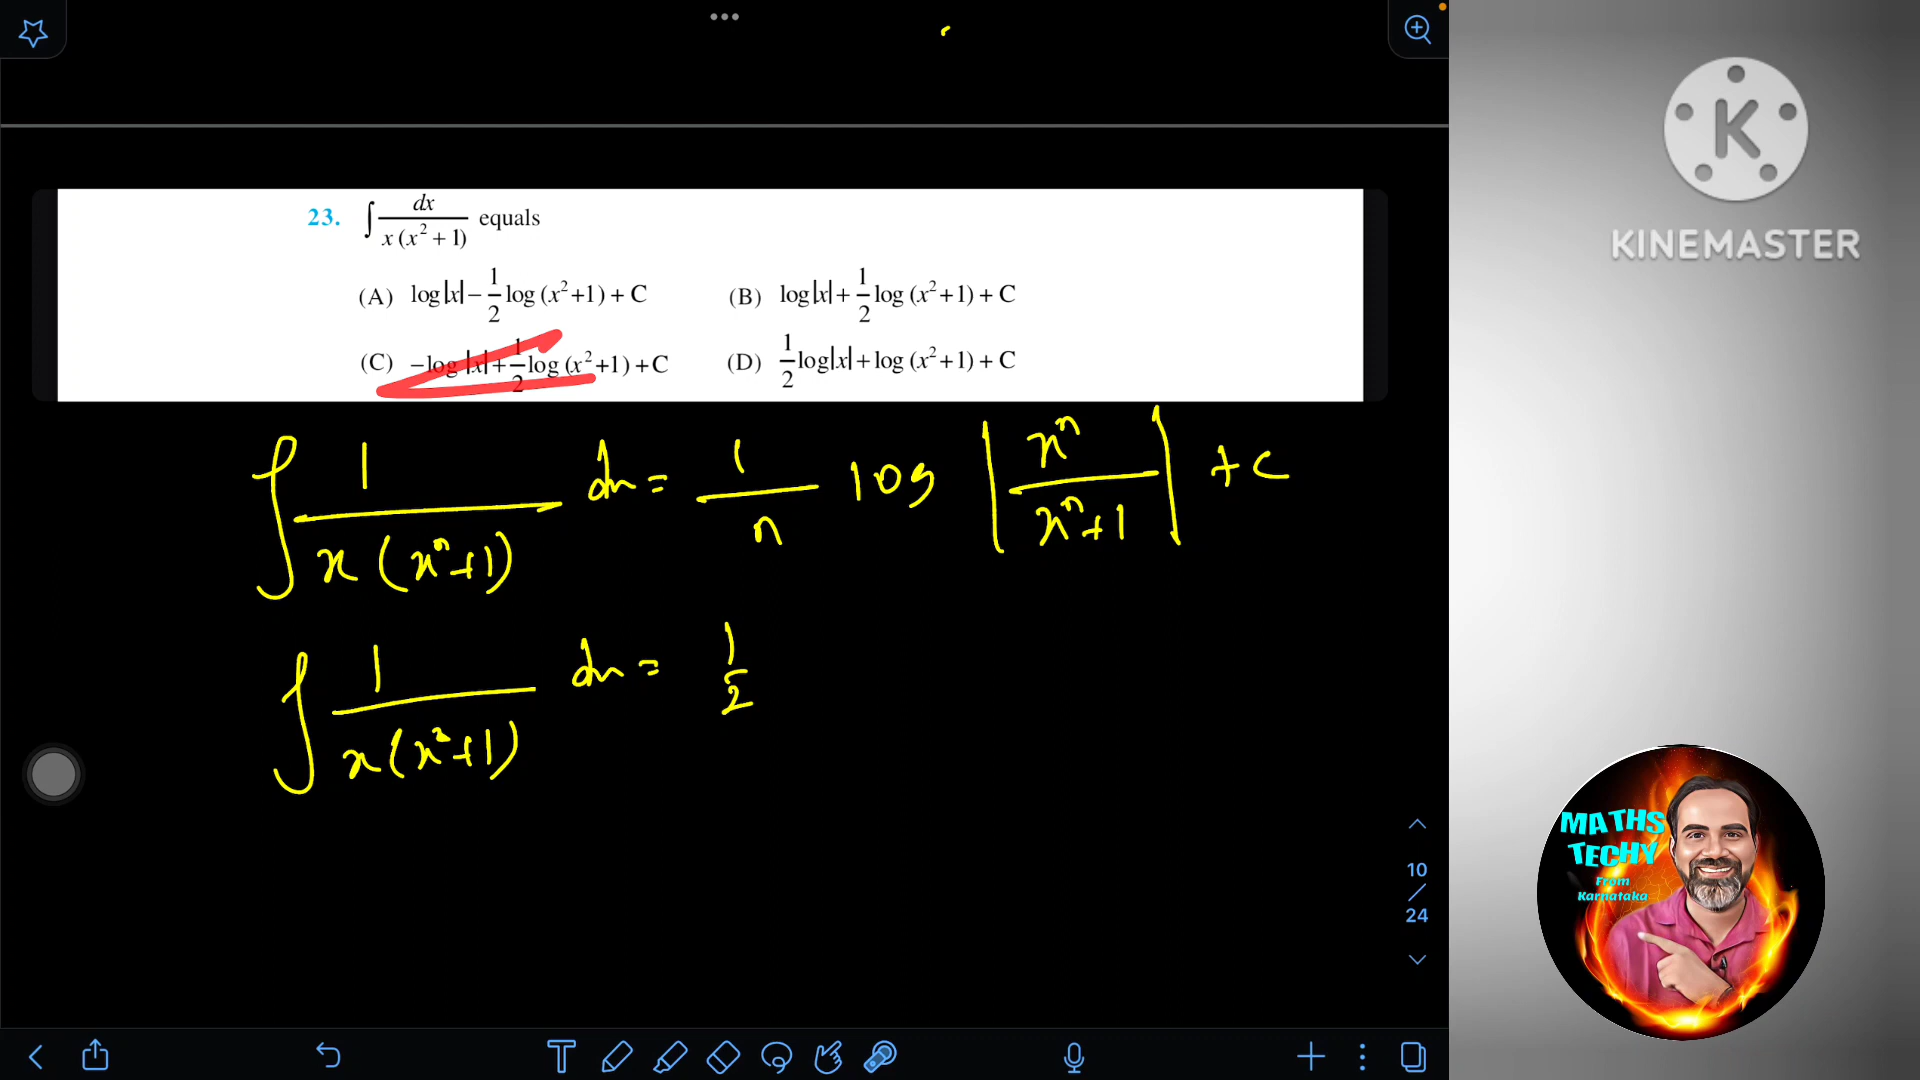 23. ∫ dx / x (x² + 1) equals
(A) log|x| − 1/2 log (x²+1) + C (B) log|x| + 1/2 log (x²+1) + C
(C) −log |x| + 1/2 log (x²+1) + C (D) 1/2 log|x| + log (x²+1) + C
∫ 1 / x (xⁿ+1) dx = 1/n log | xⁿ / xⁿ+1 | + C
∫ 1 / x(x²+1) dx = 1/2
10
/
24
T
K
KINEMASTER
MATHS
TECHY
From
Karnataka